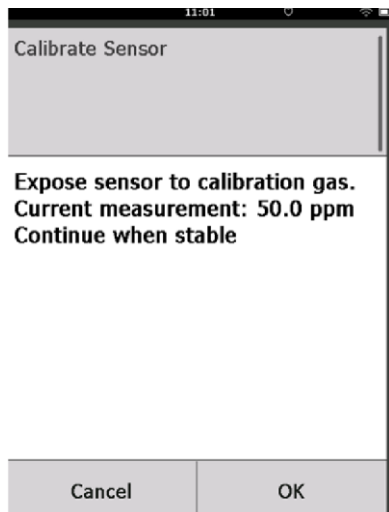 11:01
Calibrate Sensor
Expose sensor to calibration gas.
Current measurement: 50.0 ppm
Continue when stable
Cancel
OK